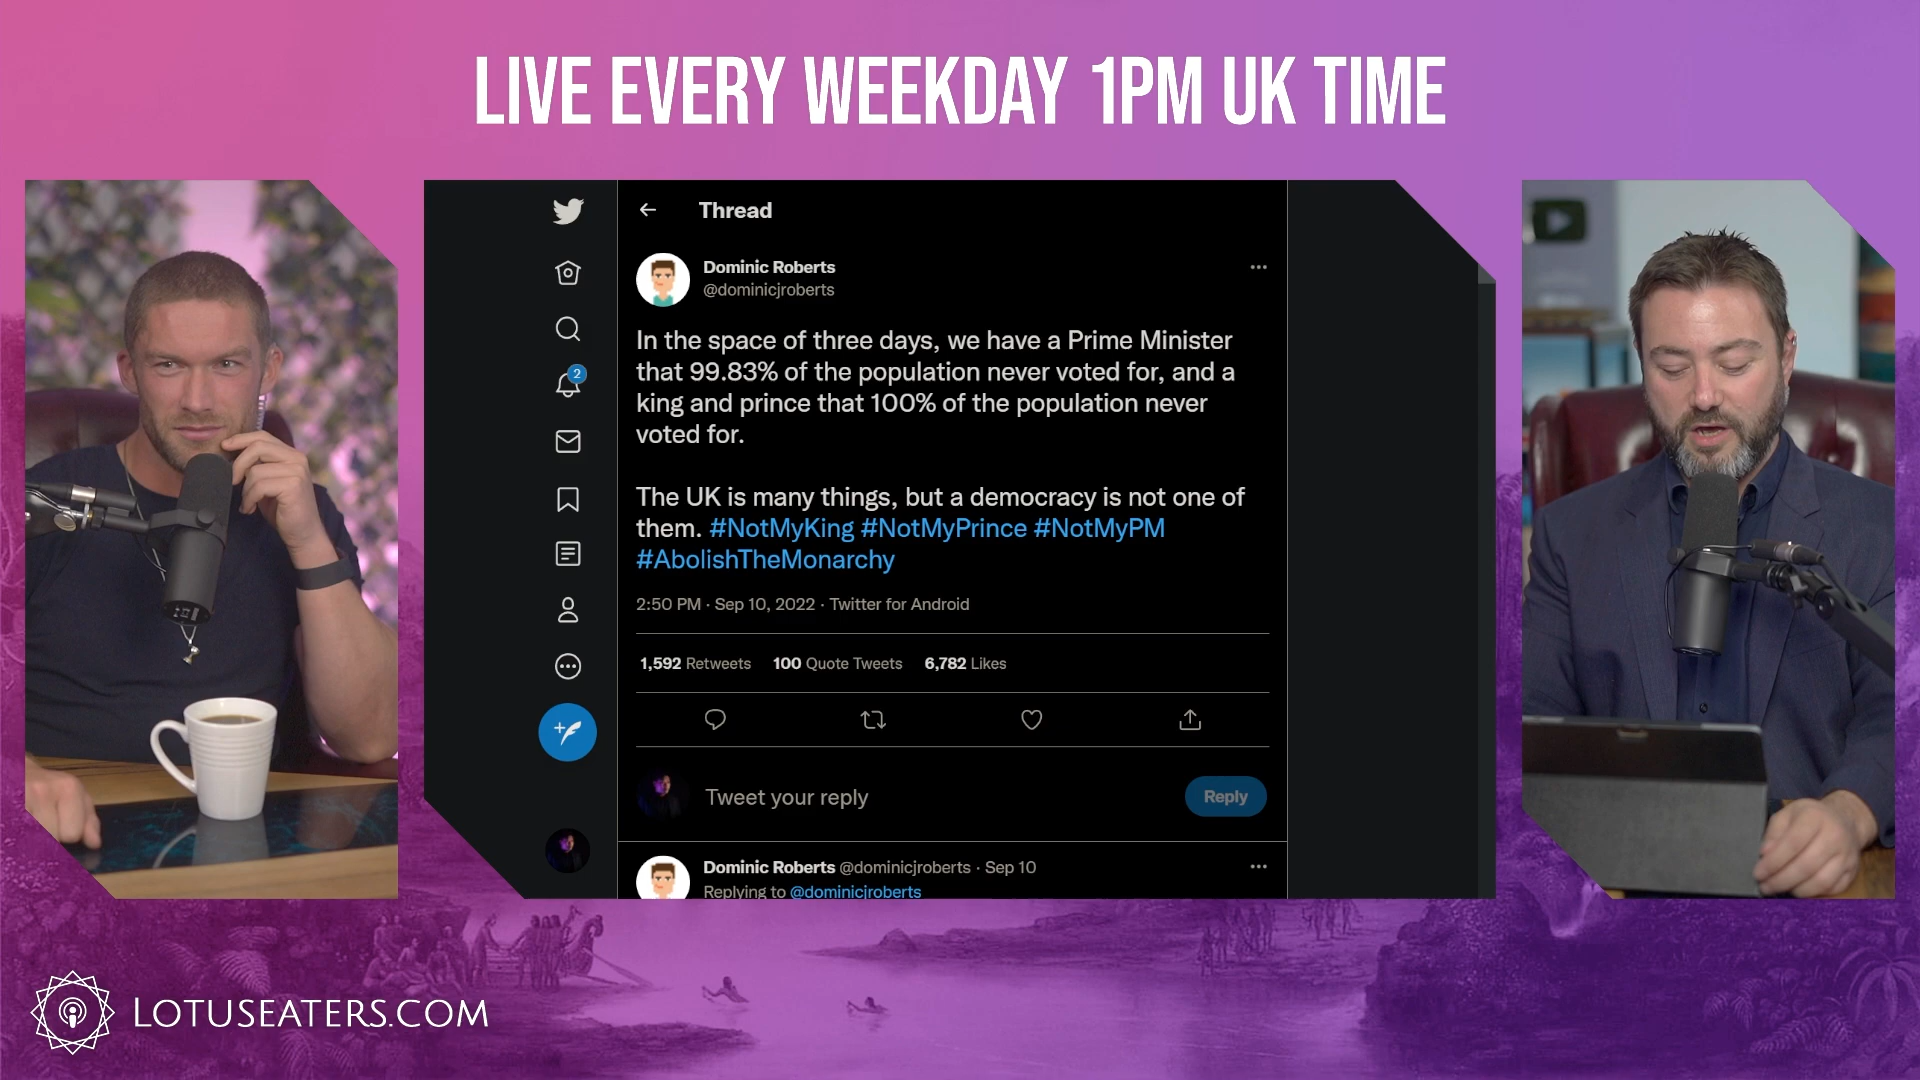 LIVE EVERY WEEKDAY 1PM UK TIME
Thread
Dominic Roberts
@dominicjroberts
2
In the space of three days, we have a Prime Minister
that 99.83% of the population never voted for, and a
king and prince that 100% of the population never
voted for.
The UK is many things, but a democracy is not one of
them. #NotMyKing #NotMyPrince #NotMyPM
#AbolishTheMonarchy
2:50 PM · Sep 10, 2022 · Twitter for Android
1,592 Retweets 100 Quote Tweets 6,782 Likes
Tweet your reply
Reply
Dominic Roberts @dominicjroberts · Sep 10
Replying to @dominicjroberts
LOTUSEATERS.COM